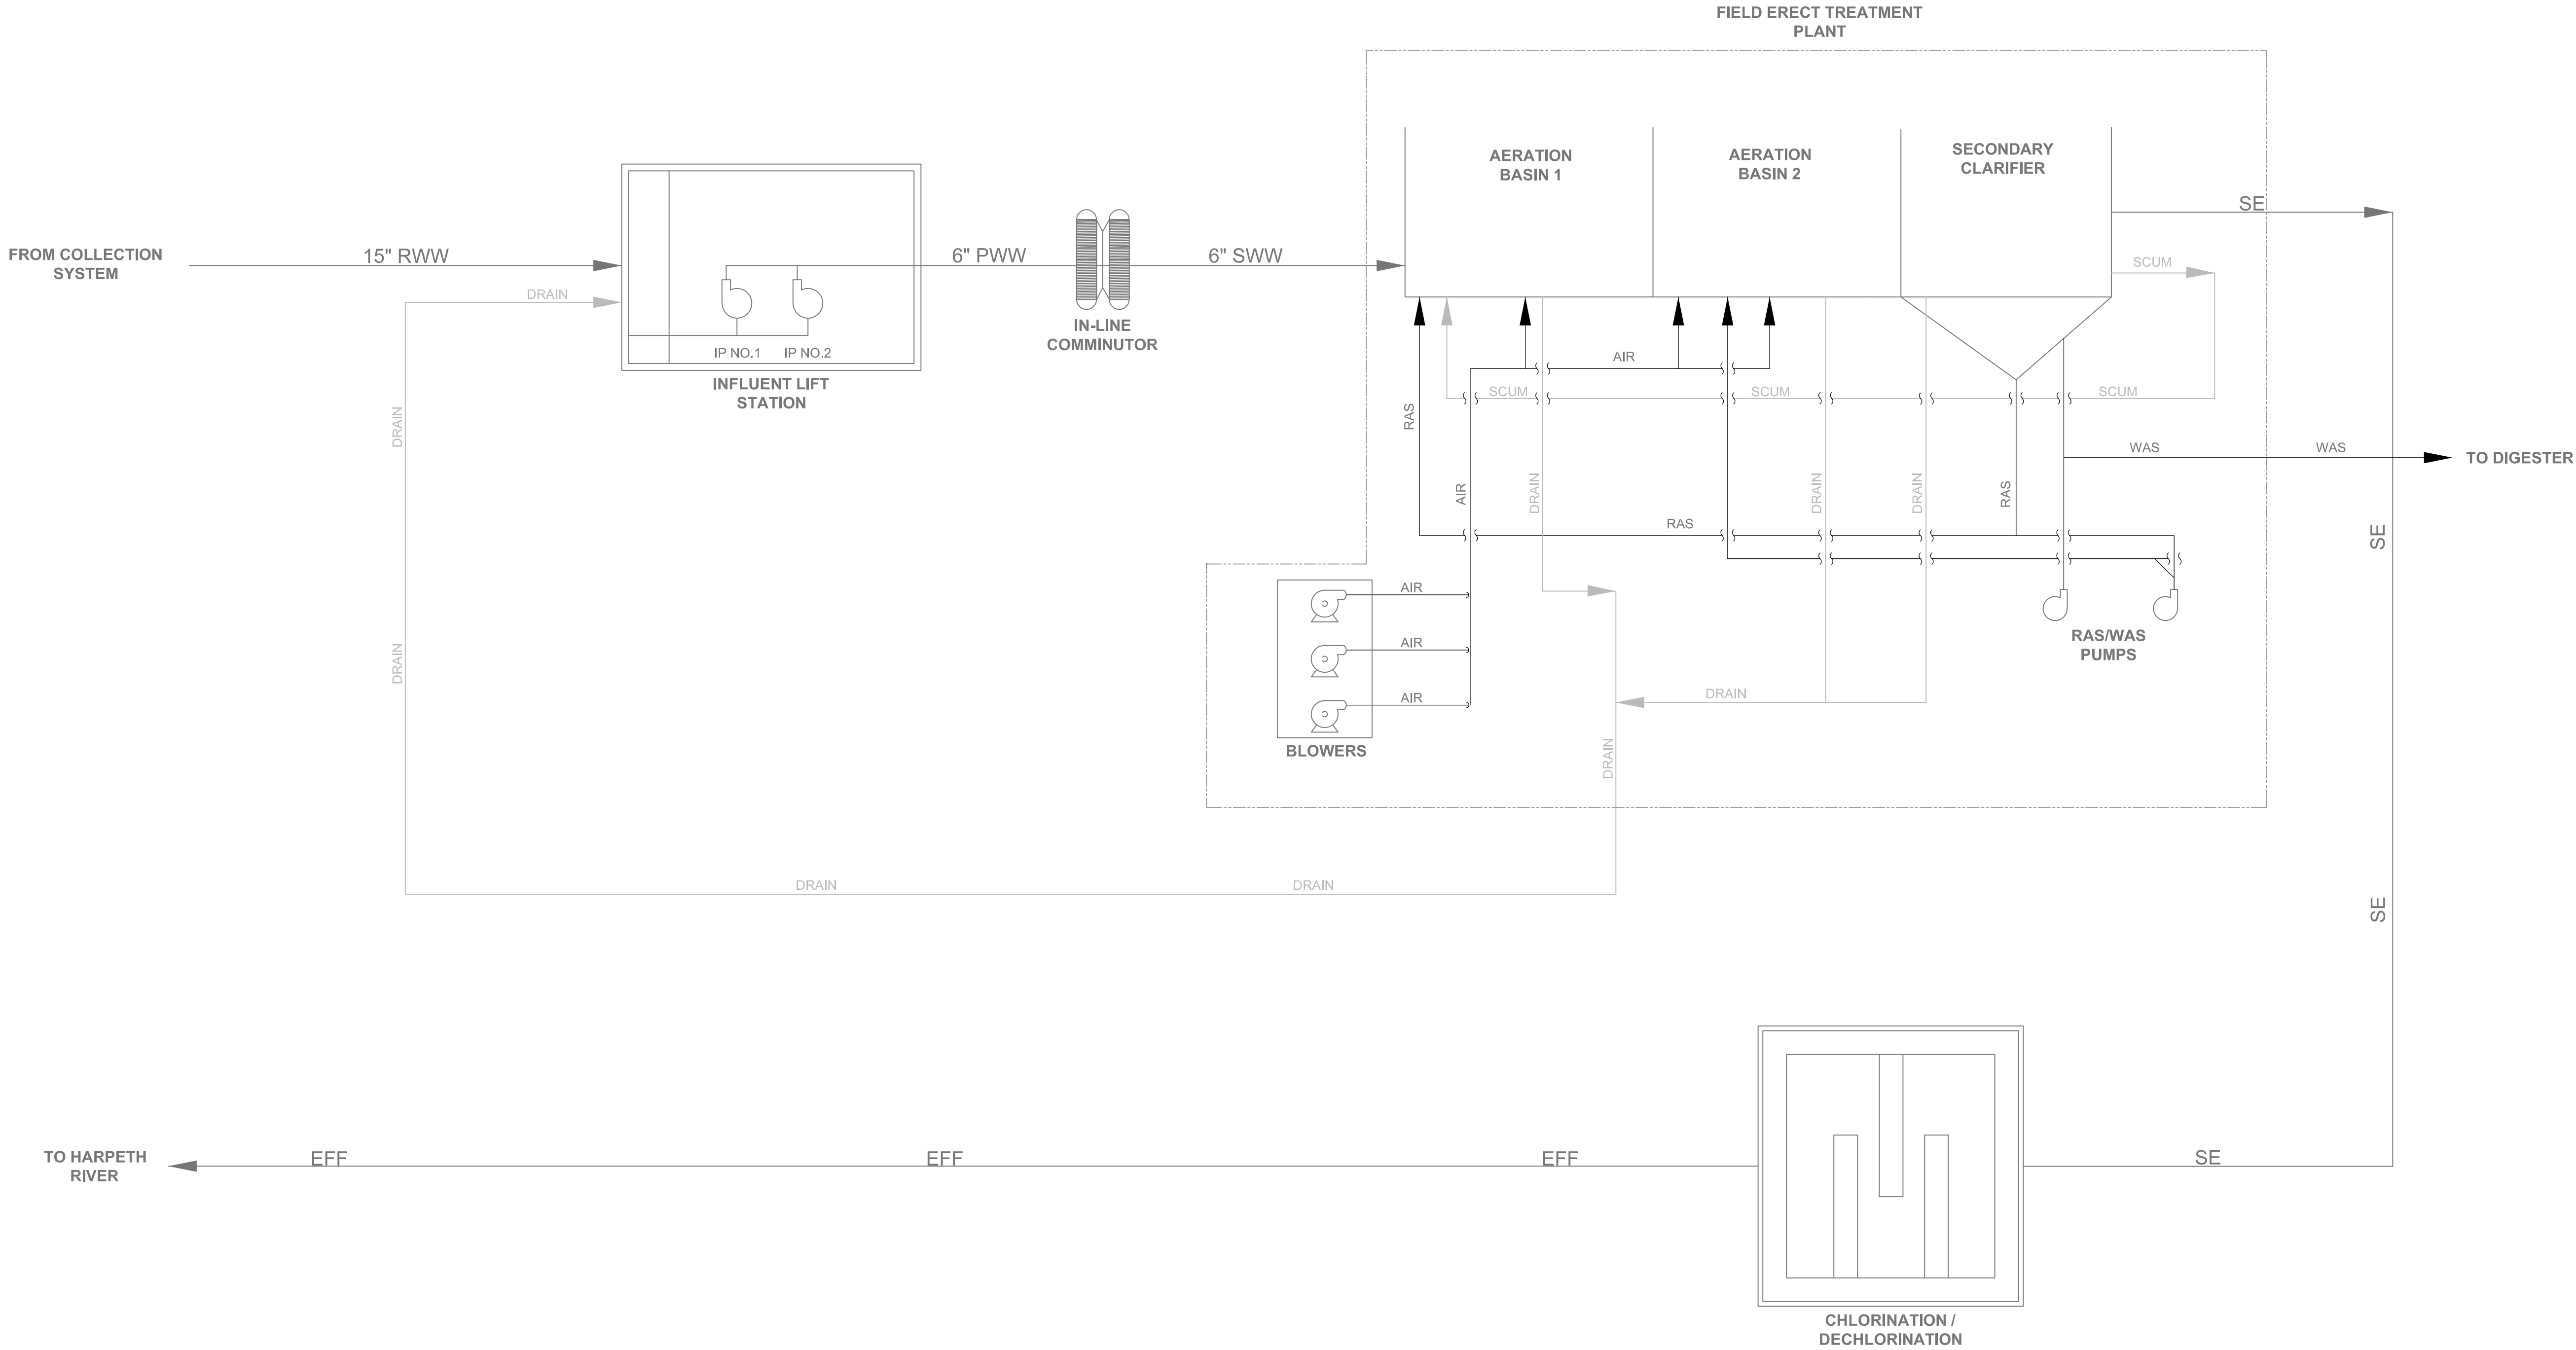 FIELD ERECT TREATMENT
PLANT
AERATION
BASIN 1
AERATION
BASIN 2
SECONDARY
CLARIFIER
SE
FROM COLLECTION
SYSTEM
15" RWW
6" PWW
6" SWW
SCUM
DRAIN
IN-LINE
COMMINUTOR
IP NO.1
IP NO.2
AIR
INFLUENT LIFT
STATION
SCUM
SCUM
SCUM
DRAIN
RAS
WAS
WAS
TO DIGESTER
AIR
DRAIN
DRAIN
DRAIN
RAS
RAS
SE
AIR
RAS/WAS
PUMPS
AIR
DRAIN
AIR
DRAIN
BLOWERS
DRAIN
DRAIN
DRAIN
SE
TO HARPETH
RIVER
EFF
EFF
EFF
SE
CHLORINATION /
DECHLORINATION